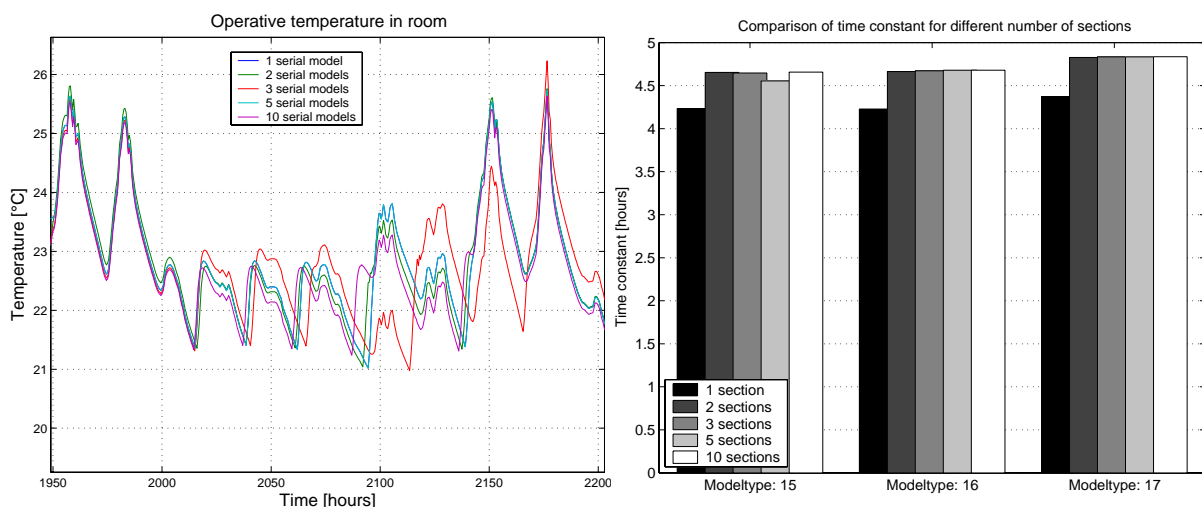 Operative temperature in room
Temperature [°C]
26
25
24
23
22
21
20
1 serial model
2 serial models
3 serial models
5 serial models
10 serial models
1950
2000
2050
2100
2150
2200
Time [hours]
Comparison of time constant for different number of sections
Time constant [hours]
5
4.5
4
3.5
3
2.5
2
1.5
1
0.5
0
1 section
2 sections
3 sections
5 sections
10 sections
Modeltype: 15
Modeltype: 16
Modeltype: 17